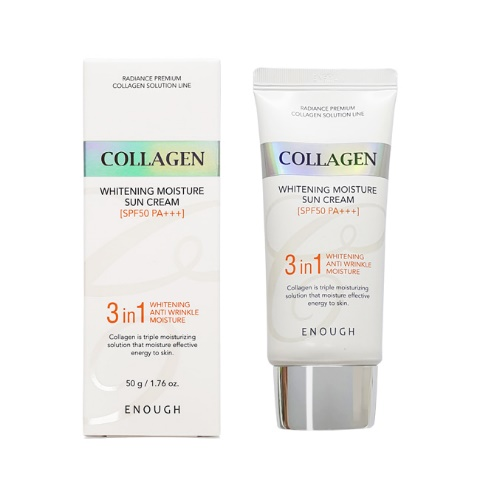 RADIANCE PREMIUM
COLLAGEN SOLUTION LINE
COLLAGEN
WHITENING MOISTURE
SUN CREAM
[SPF50 PA+++]
3 in 1
WHITENING
ANTI WRINKLE
MOISTURE
Collagen is triple moisturizing
solution that moisture effective
energy to skin.
50 g / 1.76 oz.
ENOUGH
RADIANCE PREMIUM
COLLAGEN SOLUTION LINE
COLLAGEN
WHITENING MOISTURE
SUN CREAM
[SPF50 PA+++]
3 in 1
WHITENING
ANTI WRINKLE
MOISTURE
Collagen is triple moisturizing
solution that moisture effective
energy to skin.
ENOUGH